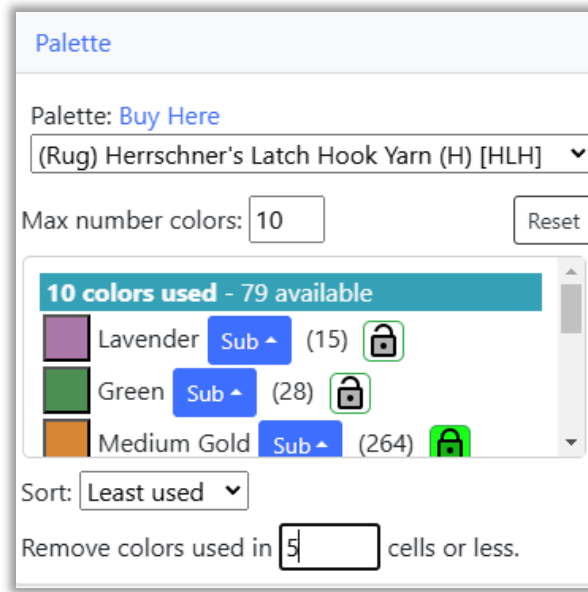 Palette
Palette: Buy Here
(Rug) Herrschner's Latch Hook Yarn (H) [HLH]
Max number colors: 10 Reset
10 colors used - 79 available
Lavender Sub (15)
Green Sub (28)
Medium Gold Sub (264)
Sort: Least used
Remove colors used in 5 cells or less.